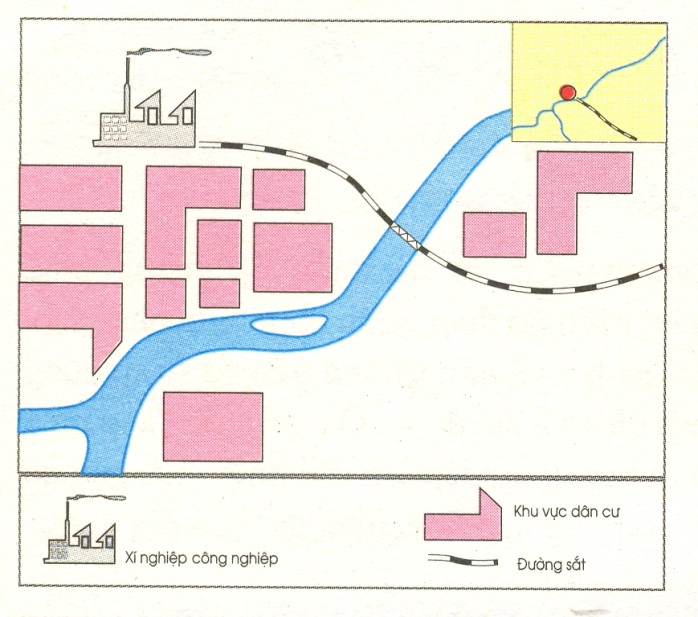 Khu vực dân cư
Xí nghiệp công nghiệp
Đường sắt